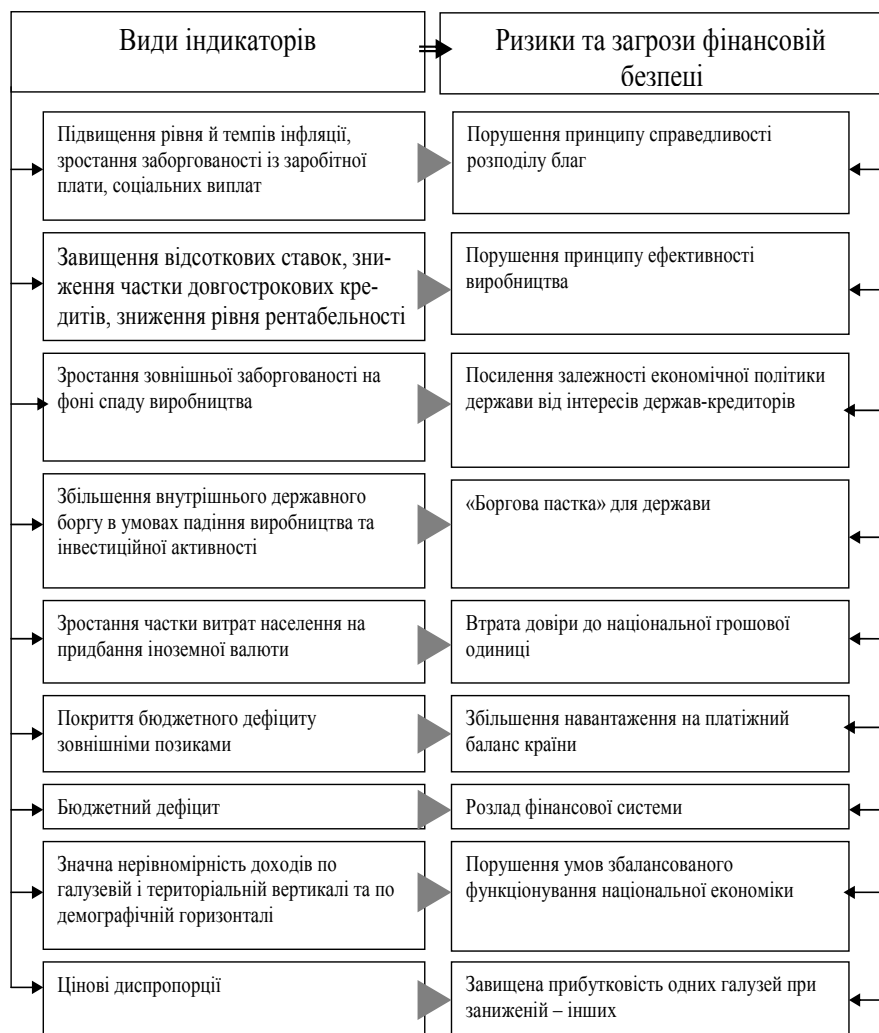 Види індикаторів
Ризики та загрози фінансовій
безпеці
Підвищення рівня й темпів інфляції,
зростання заборгованості із заробітної
плати, соціальних виплат
Порушення принципу справедливості
розподілу благ
Завищення відсоткових ставок, зни-
ження частки довгострокових кре-
дитів, зниження рівня рентабельності
Порушення принципу ефективності
виробництва
Зростання зовнішньої заборгованості на
фоні спаду виробництва
Посилення залежності економічної політики
держави від інтересів держав-кредиторів
Збільшення внутрішнього державного
боргу в умовах падіння виробництва та
інвестиційної активності
«Боргова пастка» для держави
Зростання частки витрат населення на
придбання іноземної валюти
Втрата довіри до національної грошової
одиниці
Покриття бюджетного дефіциту
зовнішніми позиками
Збільшення навантаження на платіжний
баланс країни
Бюджетний дефіцит
Розлад фінансової системи
Значна нерівномірність доходів по
галузевій і територіальній вертикалі та по
демографічній горизонталі
Порушення умов збалансованого
функціонування національної економіки
Цінові диспропорції
Завищена прибутковість одних галузей при
заниженій – інших